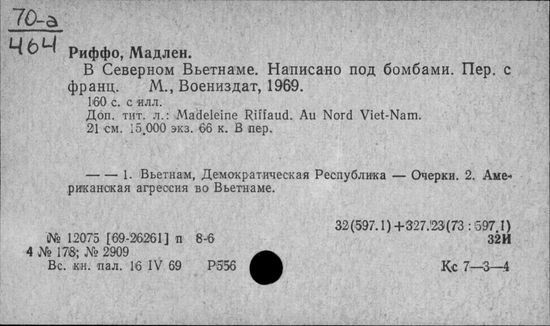 70-а
464
Риффо, Мадлен.
В Северном Вьетнаме. Написано под бомбами. Пер. с
франц. М., Воениздат, 1969.
160 с. с илл.
Доп. тит. л.: Madeleine Riffaud. Au Nord Viet-Nam.
21 см. 15.000 экз. 66 к. В пер.
— — 1. Вьетнам, Демократическая Республика — Очерки. 2. Аме-
риканская агрессия во Вьетнаме.
32(597.1)+327.23(73:597.1)
32И
№ 12075 [69-26261] п 8-6
4 № 178; № 2909
Вс. кн. пал. 16 IV 69 Р556 Кс 7—3—4